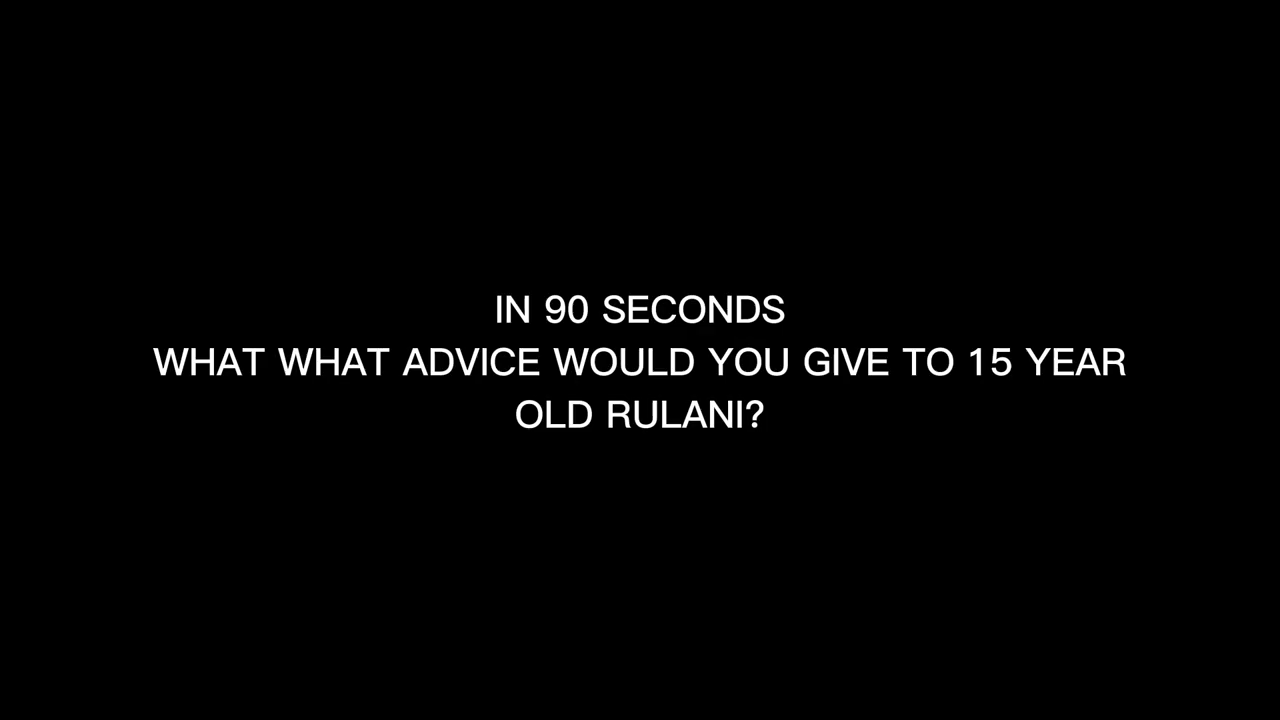 IN 90 SECONDS
WHAT WHAT ADVICE WOULD YOU GIVE TO 15 YEAR
OLD RULANI?